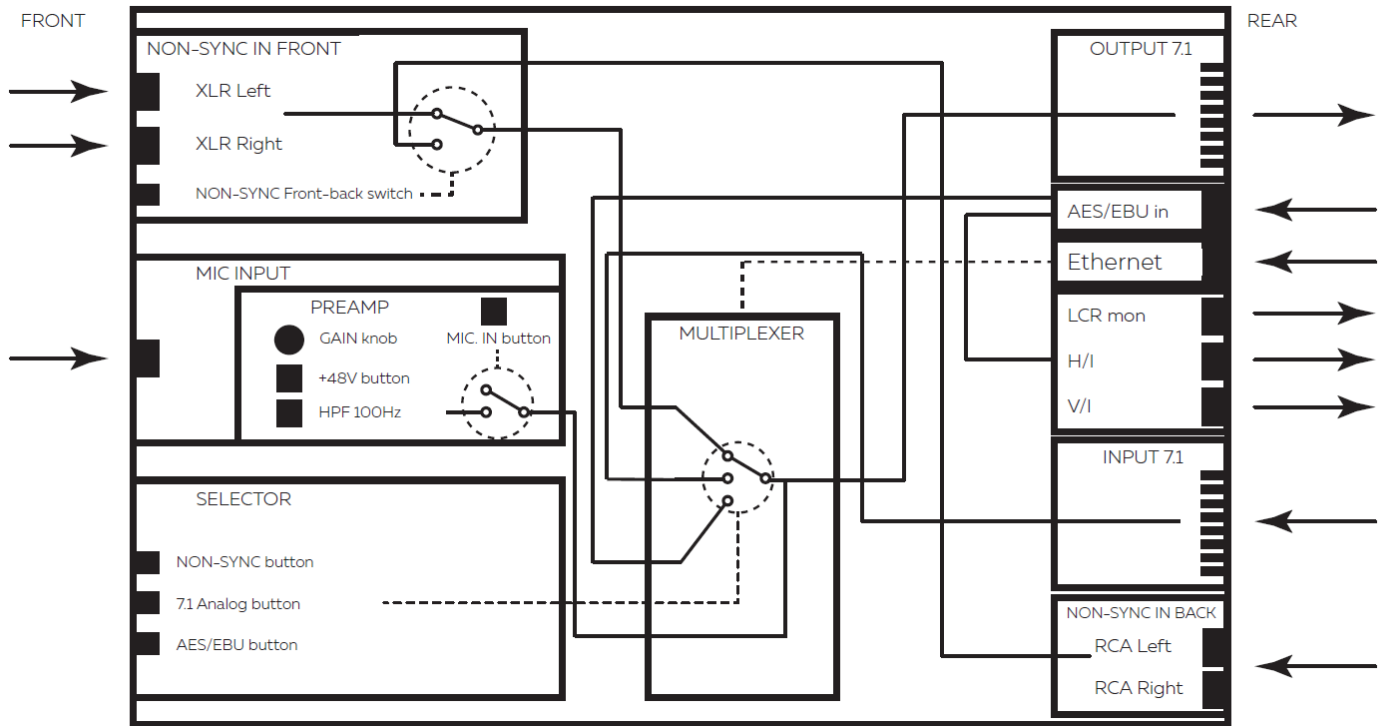 FRONT
REAR
NON-SYNC IN FRONT
XLR Left
XLR Right
NON-SYNC Front-back switch
MIC INPUT
PREAMP
GAIN knob
MIC. IN button
+48V button
HPF 100Hz
SELECTOR
NON-SYNC button
7.1 Analog button
AES/EBU button
MULTIPLEXER
OUTPUT 7.1
AES/EBU in
Ethernet
LCR mon
H/I
V/I
INPUT 7.1
NON-SYNC IN BACK
RCA Left
RCA Right